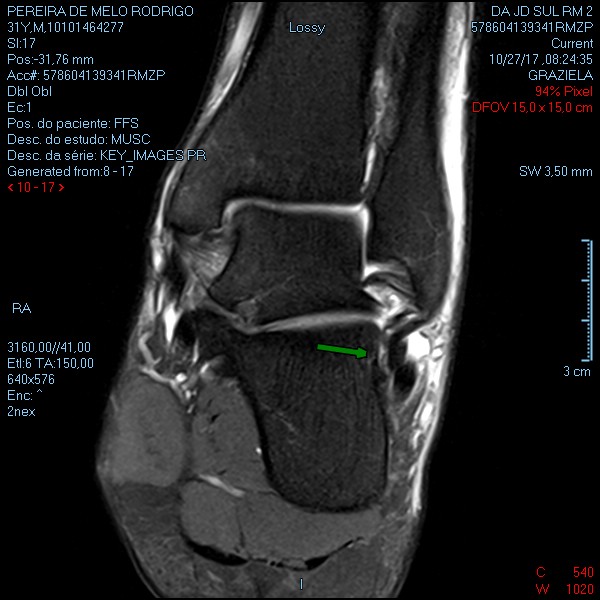 PEREIRA DE MELO RODRIGO
31Y,M,10101464277
Sl:17
Pos:-31,76 mm
Acc#: 578604139341RMZP
Dbl Obl
Ec:1
Pos. do paciente: FFS
Desc. do estudo: MUSC
Desc. da série: KEY_IMAGES PR
Generated from:8 - 17
< 10 - 17 >
Lossy
DA JD SUL RM 2
578604139341RMZP
Current
10/27/17 ,08:24:35
GRAZIELA
94% Pixel
DFOV 15,0 x 15,0 cm
SW 3,50 mm
RA
3160,00//41,00
Etl:6 TA:150,00
640x576
Enc: ^
2nex
3 cm
I
C 540
W 1020